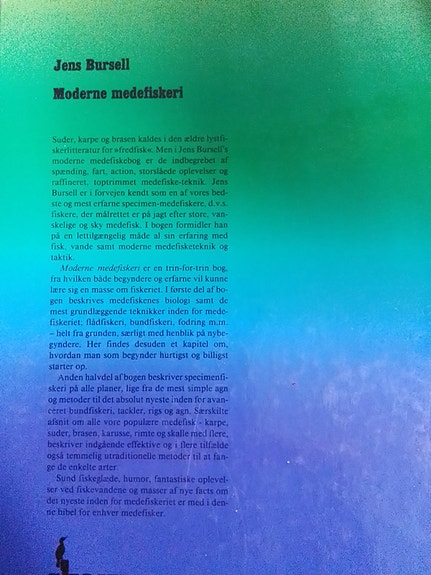 Jens Bursell
Moderne medefiskeri
Suder, karpe og brasen kaldes i den ældre lystfi-
skerlitteratur for »fredfisk«. Men i Jens Bursell's
moderne medefiskebog er de indbegrebet af
spænding, fart, action, storslåede oplevelser og
raffineret, toptrimmet medefiske-teknik. Jens
Bursell er i forvejen kendt som en af vores bed-
ste og mest erfarne specimen-medefiskere, d.v.s.
fiskere, der målrettet er på jagt efter store, van-
skelige og sky medefisk. I bogen formidler han
på en lettilgængelig måde al sin erfaring med
fisk, vande samt moderne medefisketeknik og
taktik.
Moderne medefiskeri er en trin-for-trin bog,
fra hvilken både begyndere og erfarne vil kunne
lære sig en masse om fiskeriet. I første del af bo-
gen beskrives medefiskenes biologi samt de
mest grundlæggende teknikker inden for mede-
fiskeriet; flådfiskeri, bundfiskeri, fodring m.m.
– helt fra grunden, særligt med henblik på nybe-
gyndere. Her findes desuden et kapitel om,
hvordan man som begynder hurtigst og billigst
starter op.
Anden halvdel af bogen beskriver specimenfi-
skeri på alle planer, lige fra de mest simple agn
og metoder til det absolut nyeste inden for avan-
ceret bundfiskeri, tackler, rigs og agn. Særskilte
afsnit om alle vore populære medefisk - karpe,
suder, brasen, karusse, rimte og skalle med flere,
beskriver indgående effektive og i flere tilfælde
også temmelig utraditionelle metoder til at fan-
ge de enkelte arter.
Sund fiskeglæde, humor, fantastiske oplevel-
ser ved fiskevandene og masser af nye facts om
det nyeste inden for medefiskeriet er med i den-
ne bibel for enhver medefisker.